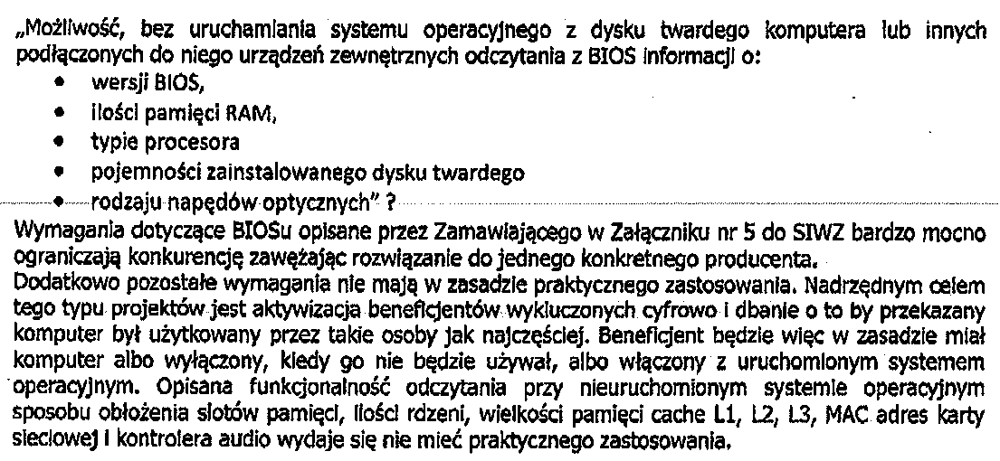 „Możliwość, bez uruchamiania systemu operacyjnego z dysku twardego komputera lub innych
podłączonych do niego urządzeń zewnętrznych odczytania z BIOS informacji o:
• wersji BIOS,
• ilości pamięci RAM,
• typie procesora
• pojemności zainstalowanego dysku twardego
• rodzaju napędów optycznych" ?
Wymagania dotyczące BIOSu opisane przez Zamawiającego w Załączniku nr 5 do SIWZ bardzo mocno
ograniczają konkurencję zawężając rozwiązanie do jednego konkretnego producenta.
Dodatkowo pozostałe wymagania nie mają w zasadzie praktycznego zastosowania. Nadrzędnym celem
tego typu projektów jest aktywizacja beneficjentów wykluczonych cyfrowo i dbanie o to by przekazany
komputer był użytkowany przez takie osoby jak najczęściej. Beneficjent będzie więc w zasadzie miał
komputer albo wyłączony, kiedy go nie będzie używał, albo włączony z uruchomionym systemem
operacyjnym. Opisana funkcjonalność odczytania przy nieuruchomionym systemie operacyjnym
sposobu obłożenia slotów pamięci, ilości rdzeni, wielkości pamięci cache L1, L2, L3, MAC adres karty
sieciowej i kontrolera audio wydaje się nie mieć praktycznego zastosowania.